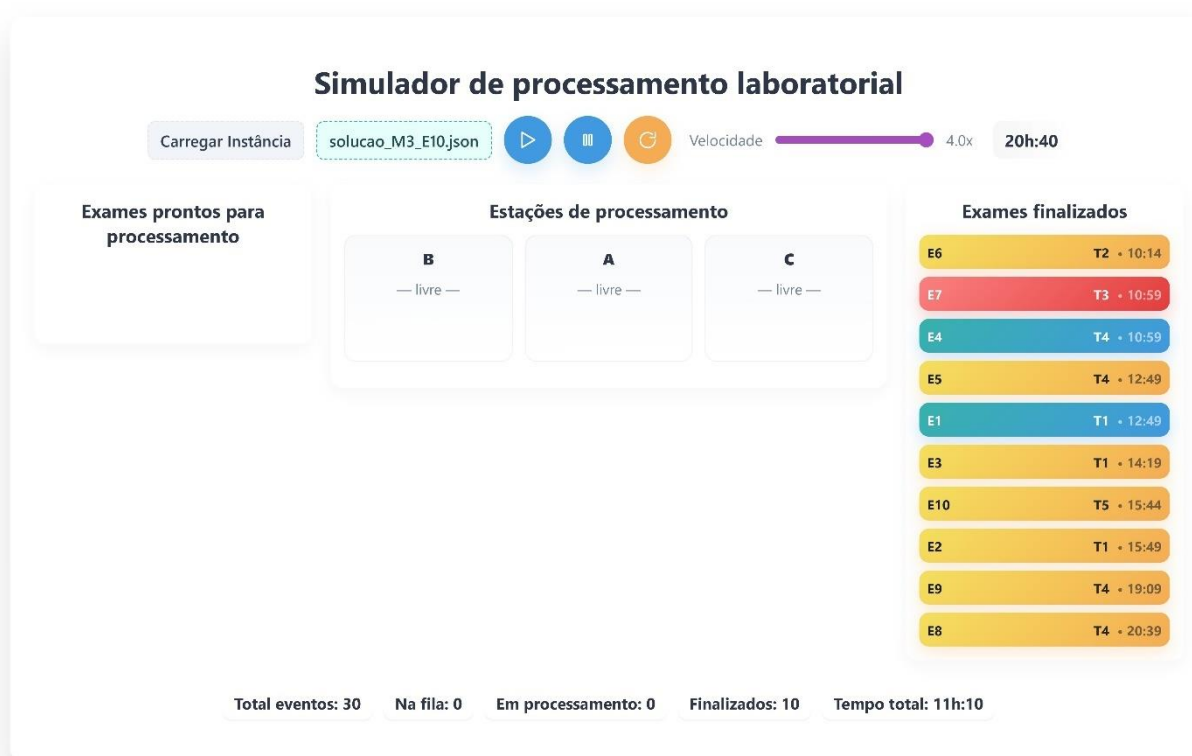 Simulador de processamento laboratorial
Carregar Instância solucao_M3_E10.json Velocidade 4.0x 20h:40
Exames prontos para
processamento
Estações de processamento
B
— livre —
A
— livre —
C
— livre —
Exames finalizados
E6 T2 • 10:14
E7 T3 • 10:59
E4 T4 • 10:59
E5 T4 • 12:49
E1 T1 • 12:49
E3 T1 • 14:19
E10 T5 • 15:44
E2 T1 • 15:49
E9 T4 • 19:09
E8 T4 • 20:39
Total eventos: 30 Na fila: 0 Em processamento: 0 Finalizados: 10 Tempo total: 11h:10